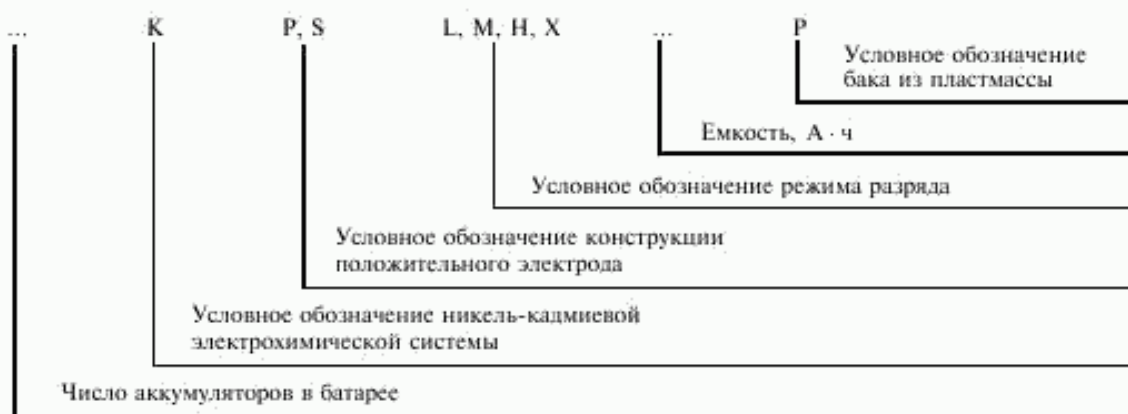 ... K P, S L, M, H, X ... P
Условное обозначение
бака из пластмассы
Емкость, А · ч
Условное обозначение режима разряда
Условное обозначение конструкции
положительного электрода
Условное обозначение никель-кадмиевой
электрохимической системы
Число аккумуляторов в батарее